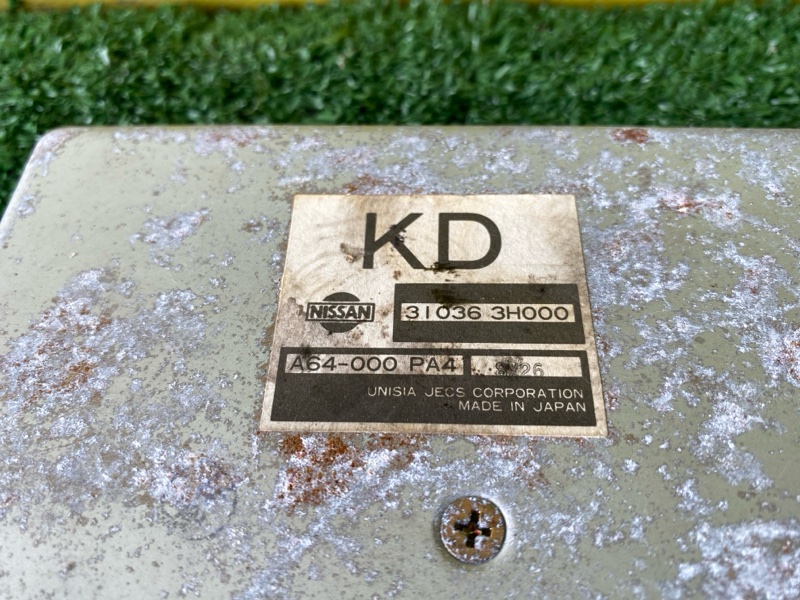 KD
NISSAN
31036 3H000
A64-000 PA4
UNISIA JECS CORPORATION
MADE IN JAPAN